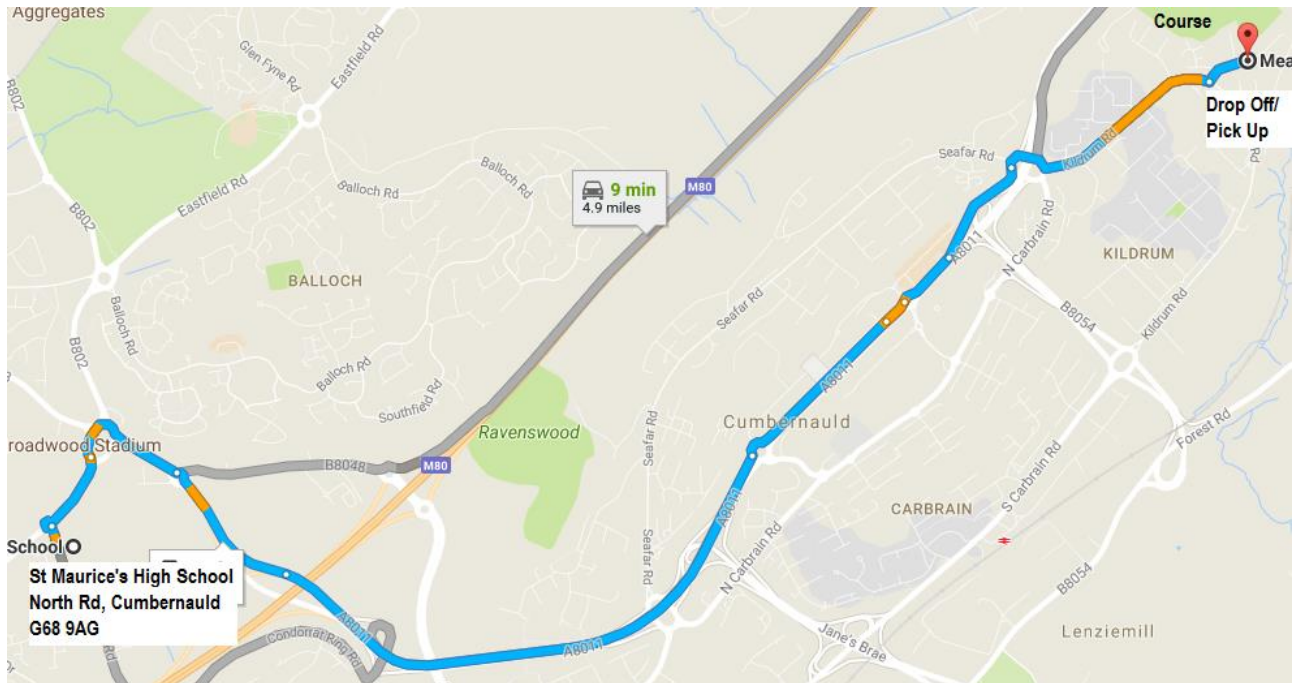 Aggregates
Course
Mea
Drop Off/
Pick Up
Glen Fyne Rd
Eastfield Rd
B802
Eastfield Rd
Balloch Rd
Balloch Rd
Balloch Rd
B802
BALLOCH
9 min
4.9 miles
M80
Seafar Rd
Kildrum Rd
A8011
N Carbrain Rd
KILDRUM
B8054
Kildrum Rd
Seafar Rd
B802
Balloch Rd
Southfield Rd
Ravenswood
Seafar Rd
A8011
Cumbernauld
Forest Rd
roadwood Stadium
B8048
M80
S Carbrain Rd
CARBRAIN
A8011
School
St Maurice's High School
North Rd, Cumbernauld
G68 9AG
Seafar Rd
N Carbrain Rd
B8054
A8011
Condorrat Ring Rd
A8011
Jane's Brae
Lenziemill
Rd